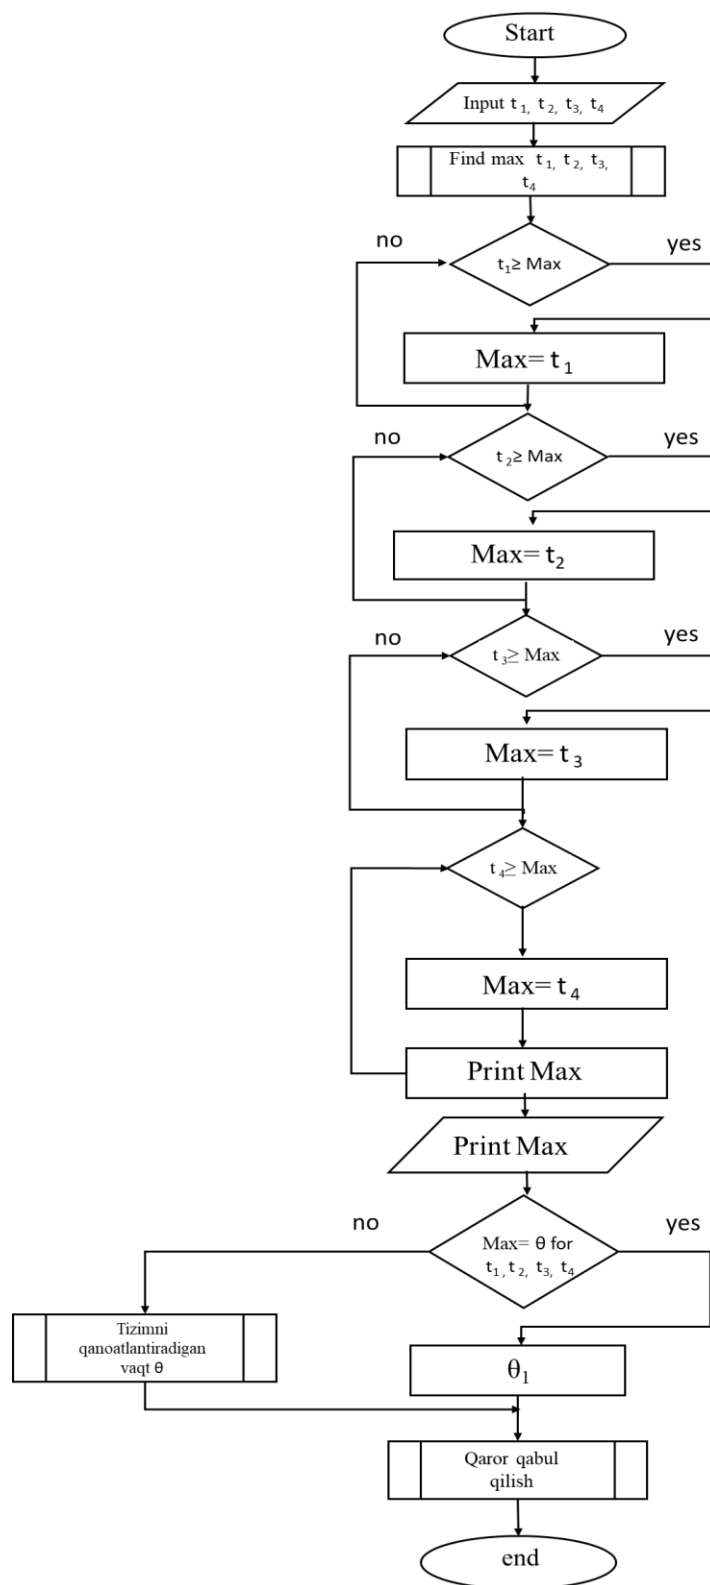 Start
Input t₁, t₂, t₃, t₄
Find max t₁, t₂, t₃,
t₄
no
yes
t₁≥ Max
Max= t₁
no
yes
t₂≥ Max
Max= t₂
no
yes
t₃≥ Max
Max= t₃
t₄≥ Max
Max= t₄
Print Max
Print Max
no
yes
Max= θ for
t₁, t₂, t₃, t₄
Tizimni
qanoatlantiradigan
vaqt θ
θ₁
Qaror qabul
qilish
end